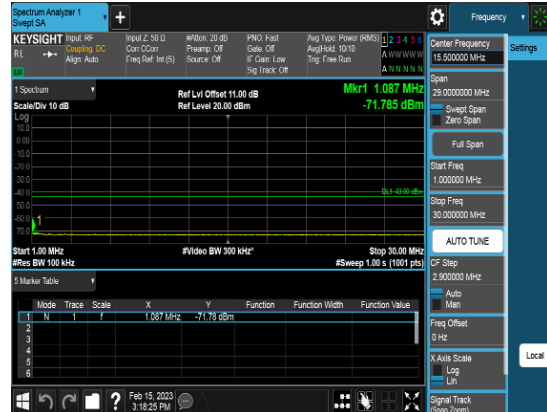 Spectrum Analyzer 1
Swept SA
Frequency
KEYSIGHT
RL
Input: RF
Coupling: DC
Align: Auto
Input Z: 50 Ω
Corr CCorr
Freq Ref: Int (S)
#Atten: 20 dB
Preamp: Off
Source: Off
PNO: Fast
Gate: Off
IF Gain: Low
Sig Track: Off
Avg Type: Power (RMS)
Avg|Hold: 10/10
Trig: Free Run
1 2 3 4 5 6
A W W W W W
A N N N N N
1 Spectrum
Scale/Div 10 dB
Ref Lvl Offset 11.00 dB
Ref Level 20.00 dBm
Mkr1 1.087 MHz
-71.785 dBm
Log
10.0
0.00
-10.0
-20.0
-30.0
-40.0
-50.0
-60.0
-70.0
DL1 -43.00 dBm
1
Start 1.00 MHz
#Res BW 100 kHz
#Video BW 300 kHz*
Stop 30.00 MHz
#Sweep 1.00 s (1001 pts)
5 Marker Table
Mode Trace Scale X Y Function Function Width Function Value
1 N 1 f 1.087 MHz -71.78 dBm
2
3
4
5
6
Feb 15, 2023
3:18:25 PM
Center Frequency
15.500000 MHz
Settings
Span
29.0000000 MHz
Swept Span
Zero Span
Full Span
Start Freq
1.000000 MHz
Stop Freq
30.000000 MHz
AUTO TUNE
CF Step
2.900000 MHz
Auto
Man
Freq Offset
0 Hz
X Axis Scale
Log
Lin
Local
Signal Track
(Span Zoom)